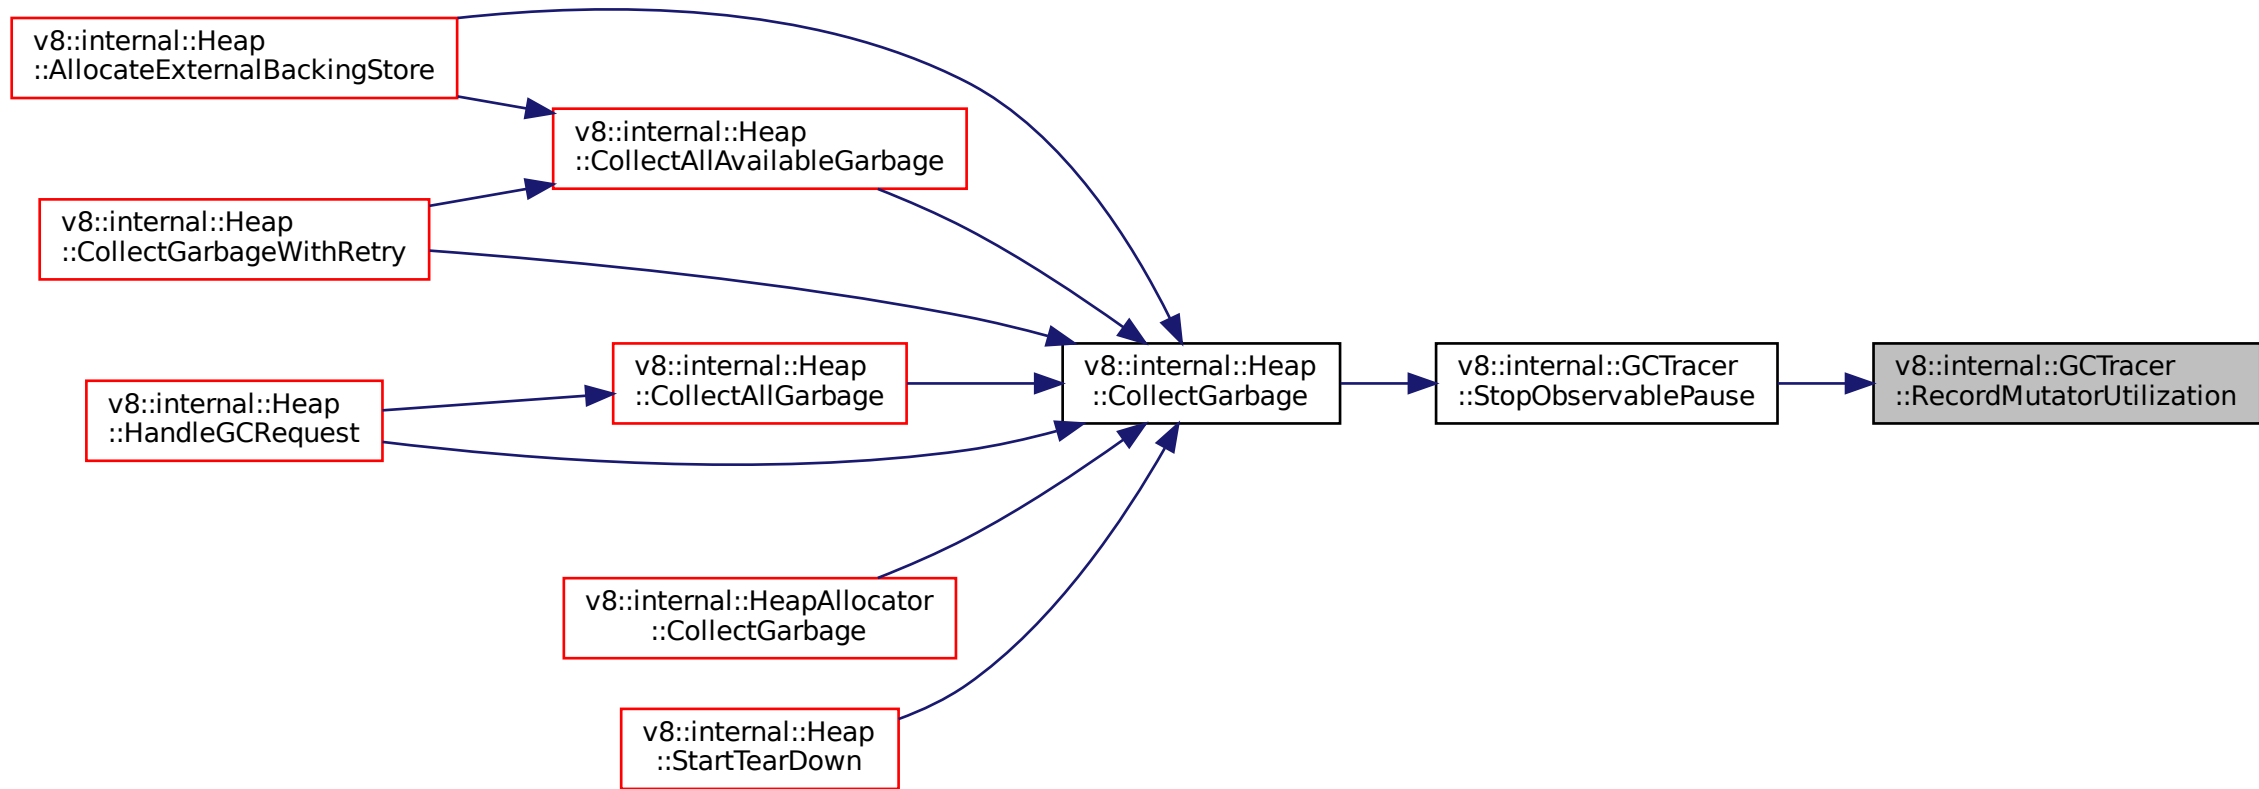 v8::internal::Heap
::AllocateExternalBackingStore
v8::internal::Heap
::CollectAllAvailableGarbage
v8::internal::Heap
::CollectGarbageWithRetry
v8::internal::Heap
::CollectAllGarbage
v8::internal::Heap
::HandleGCRequest
v8::internal::Heap
::CollectGarbage
v8::internal::GCTracer
::StopObservablePause
v8::internal::GCTracer
::RecordMutatorUtilization
v8::internal::HeapAllocator
::CollectGarbage
v8::internal::Heap
::StartTearDown